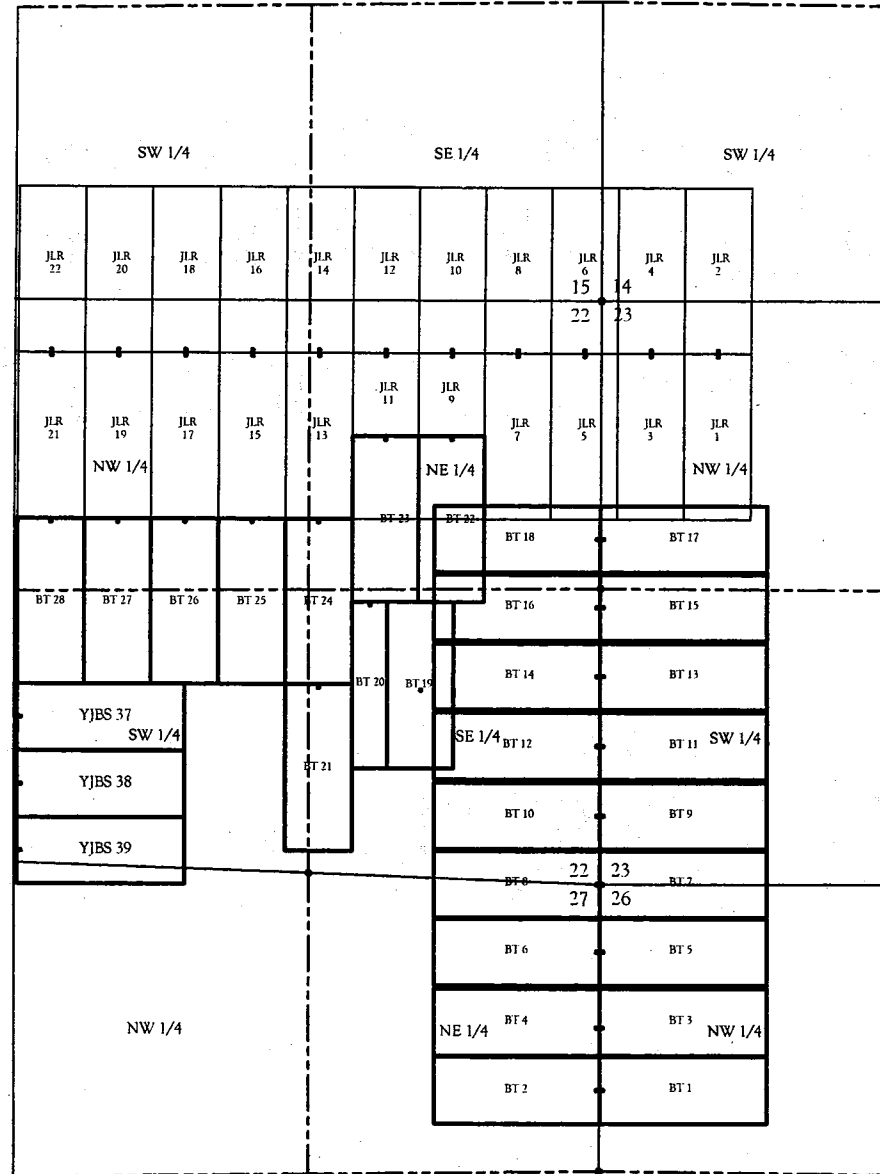 SW 1/4 SE 1/4 SW 1/4
JLR 22
JLR 20
JLR 18
JLR 16
JLR 14
JLR 12
JLR 10
JLR 8
JLR 6
JLR 4
JLR 2
15 14
22 23
JLR 21
JLR 19
JLR 17
JLR 15
JLR 13
JLR 11
JLR 9
JLR 7
JLR 5
JLR 3
JLR 1
NW 1/4 NE 1/4 NW 1/4
BT 23 BT 22
BT 18 BT 17
BT 28 BT 27 BT 26 BT 25 BT 24 BT 16 BT 15
BT 20 BT 19 BT 14 BT 13
YJBS 37
SW 1/4 SE 1/4 BT 12 BT 11 SW 1/4
BT 21
YJBS 38
BT 10 BT 9
YJBS 39
22 23
BT 8 BT 7
27 26
BT 6 BT 5
NW 1/4 NE 1/4 BT 4 BT 3 NW 1/4
BT 2 BT 1